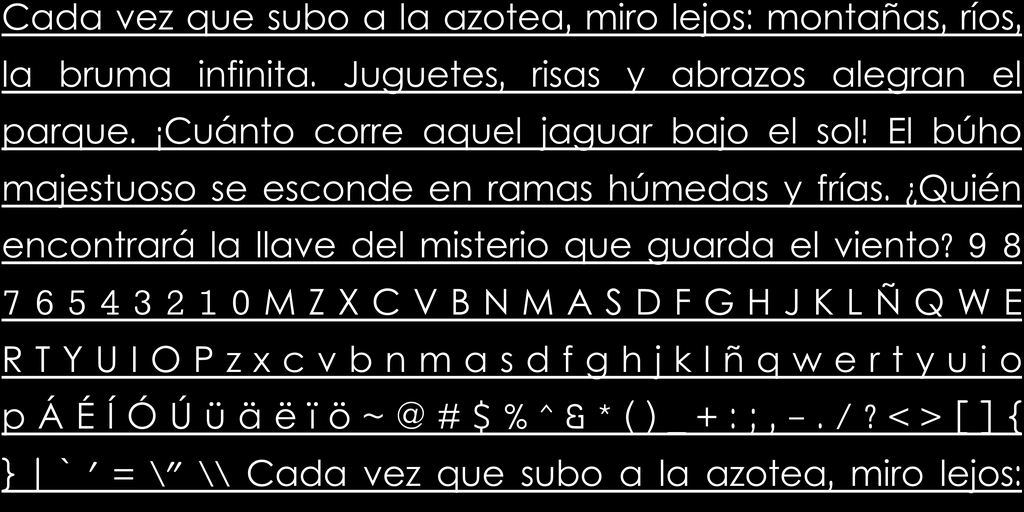 Cada vez que subo a la azotea, miro lejos: montañas, ríos,
la bruma infinita. Juguetes, risas y abrazos alegran el
parque. ¡Cuánto corre aquel jaguar bajo el sol! El búho
majestuoso se esconde en ramas húmedas y frías. ¿Quién
encontrará la llave del misterio que guarda el viento? 9 8
7 6 5 4 3 2 1 0 M Z X C V B N M A S D F G H J K L Ñ Q W E
R T Y U I O P z x c v b n m a s d f g h j k l ñ q w e r t y u i o
p Á É Í Ó Ú ü ä ë ï ö ~ @ # $ % ^ & * ( ) _ + : ; , - . / ? < > [ ] {
} | ` ' = \" \\ Cada vez que subo a la azotea, miro lejos: